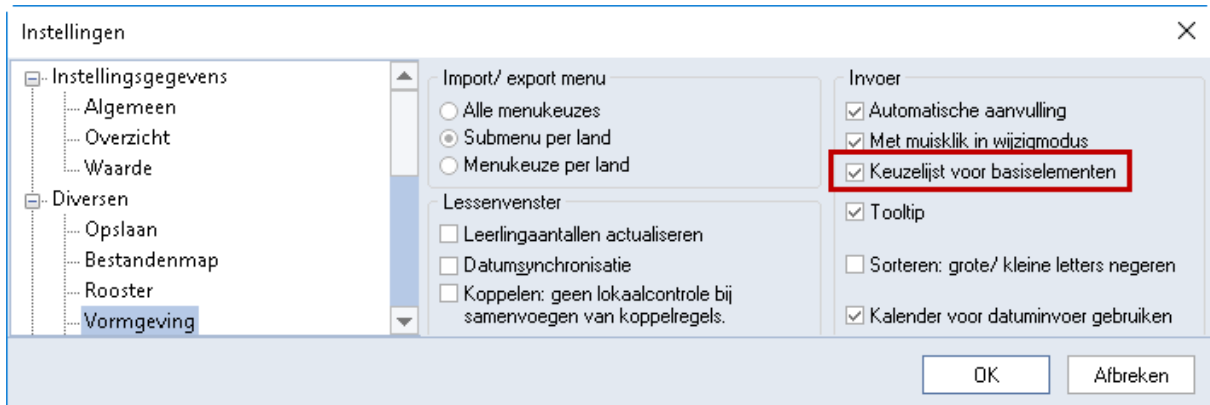 Instellingen
Instellingsgegevens
Algemeen
Overzicht
Waarde
Diversen
Opslaan
Bestandenmap
Rooster
Vormgeving
Import/ export menu
Alle menukeuzes
Submenu per land
Menukeuze per land
Lessenvenster
Leerlingaantallen actualiseren
Datumsynchronisatie
Koppelen: geen lokaalcontrole bij
samenvoegen van koppelregels.
Invoer
Automatische aanvulling
Met muisklik in wijzigmodus
Keuzelijst voor basiselementen
Tooltip
Sorteren: grote/ kleine letters negeren
Kalender voor datuminvoer gebruiken
OK
Afbreken